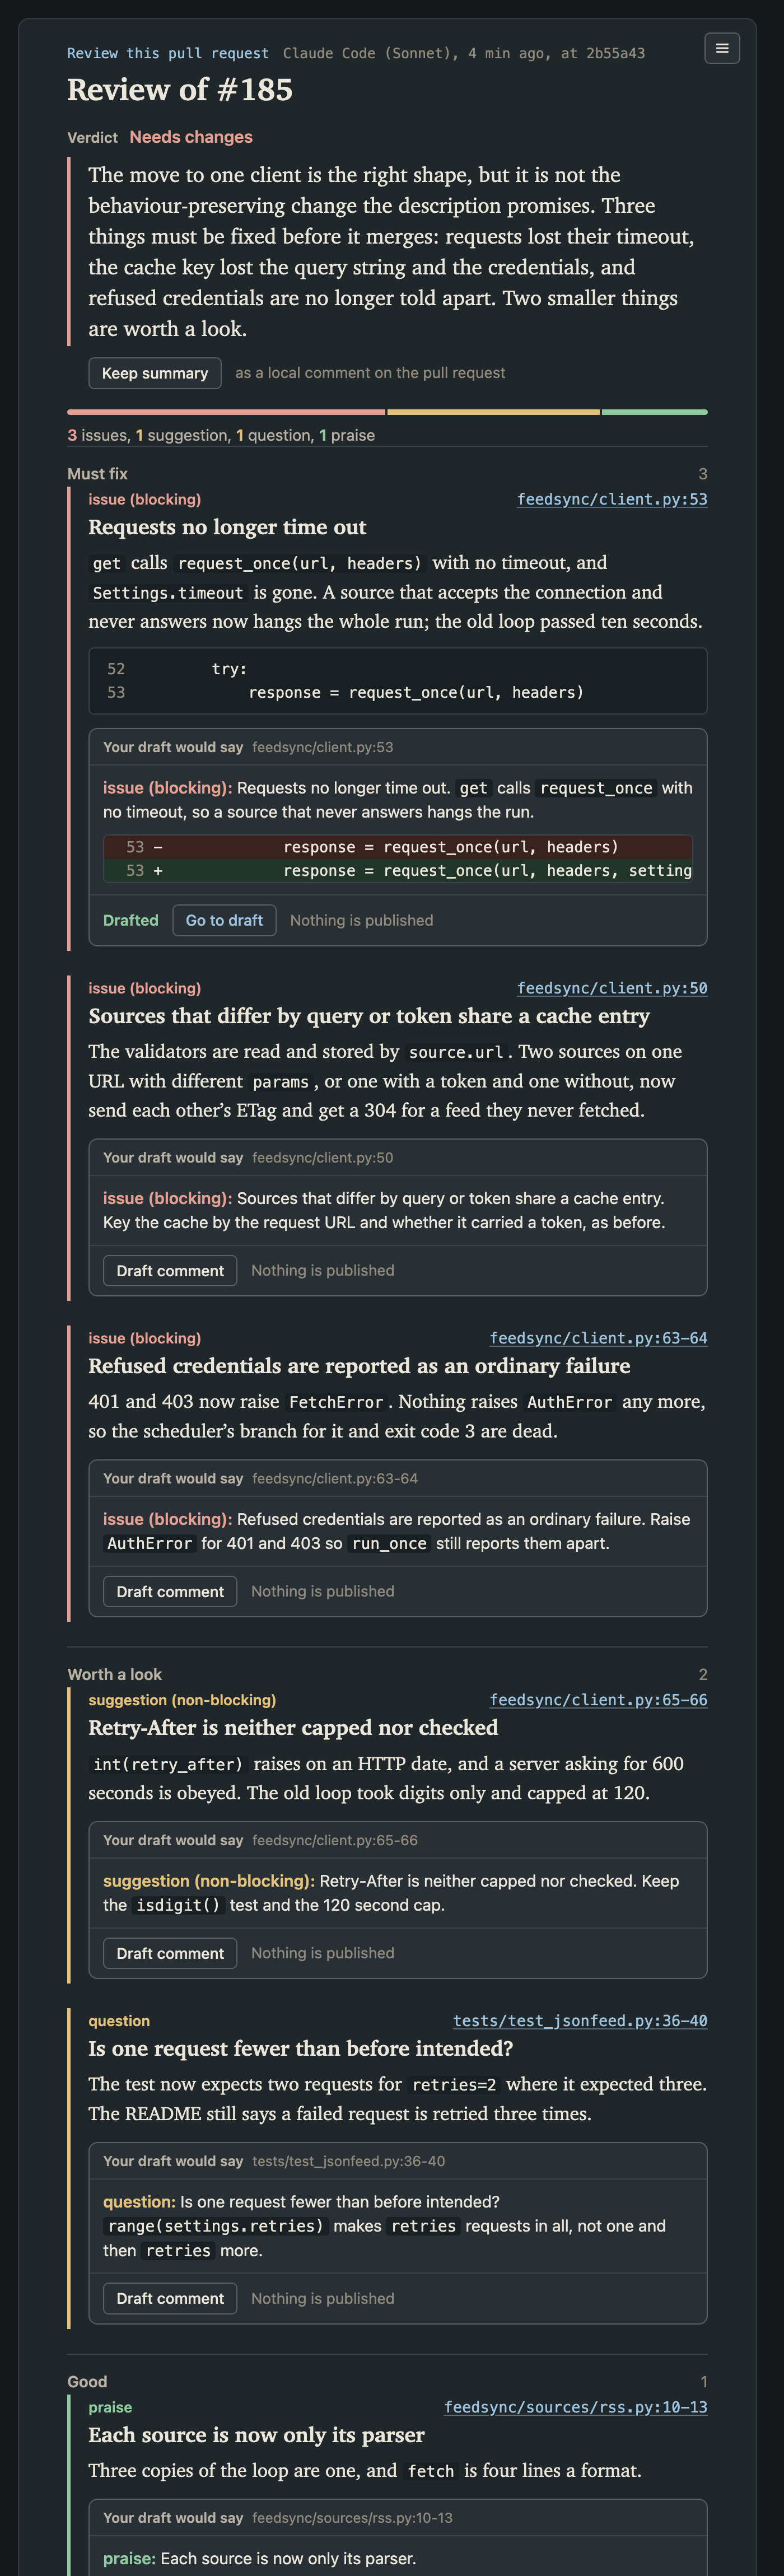 Review this pull request Claude Code (Sonnet), 4 min ago, at 2b55a43
Review of #185
Verdict Needs changes
The move to one client is the right shape, but it is not the
behaviour-preserving change the description promises. Three
things must be fixed before it merges: requests lost their timeout,
the cache key lost the query string and the credentials, and
refused credentials are no longer told apart. Two smaller things
are worth a look.
Keep summary as a local comment on the pull request
3 issues, 1 suggestion, 1 question, 1 praise
Must fix 3
issue (blocking) feedsync/client.py:53
Requests no longer time out
get calls request_once(url, headers) with no timeout, and
Settings.timeout is gone. A source that accepts the connection and
never answers now hangs the whole run; the old loop passed ten seconds.
52 try:
53 response = request_once(url, headers)
Your draft would say feedsync/client.py:53
issue (blocking): Requests no longer time out. get calls request_once with
no timeout, so a source that never answers hangs the run.
53 − response = request_once(url, headers)
53 + response = request_once(url, headers, setting
Drafted Go to draft Nothing is published
issue (blocking) feedsync/client.py:50
Sources that differ by query or token share a cache entry
The validators are read and stored by source.url. Two sources on one
URL with different params, or one with a token and one without, now
send each other’s ETag and get a 304 for a feed they never fetched.
Your draft would say feedsync/client.py:50
issue (blocking): Sources that differ by query or token share a cache entry.
Key the cache by the request URL and whether it carried a token, as before.
Draft comment Nothing is published
issue (blocking) feedsync/client.py:63–64
Refused credentials are reported as an ordinary failure
401 and 403 now raise FetchError. Nothing raises AuthError any more,
so the scheduler’s branch for it and exit code 3 are dead.
Your draft would say feedsync/client.py:63-64
issue (blocking): Refused credentials are reported as an ordinary failure. Raise
AuthError for 401 and 403 so run_once still reports them apart.
Draft comment Nothing is published
Worth a look 2
suggestion (non-blocking) feedsync/client.py:65–66
Retry-After is neither capped nor checked
int(retry_after) raises on an HTTP date, and a server asking for 600
seconds is obeyed. The old loop took digits only and capped at 120.
Your draft would say feedsync/client.py:65-66
suggestion (non-blocking): Retry-After is neither capped nor checked. Keep
the isdigit() test and the 120 second cap.
Draft comment Nothing is published
question tests/test_jsonfeed.py:36–40
Is one request fewer than before intended?
The test now expects two requests for retries=2 where it expected three.
The README still says a failed request is retried three times.
Your draft would say tests/test_jsonfeed.py:36-40
question: Is one request fewer than before intended?
range(settings.retries) makes retries requests in all, not one and
then retries more.
Draft comment Nothing is published
Good 1
praise feedsync/sources/rss.py:10–13
Each source is now only its parser
Three copies of the loop are one, and fetch is four lines a format.
Your draft would say feedsync/sources/rss.py:10-13
praise: Each source is now only its parser.